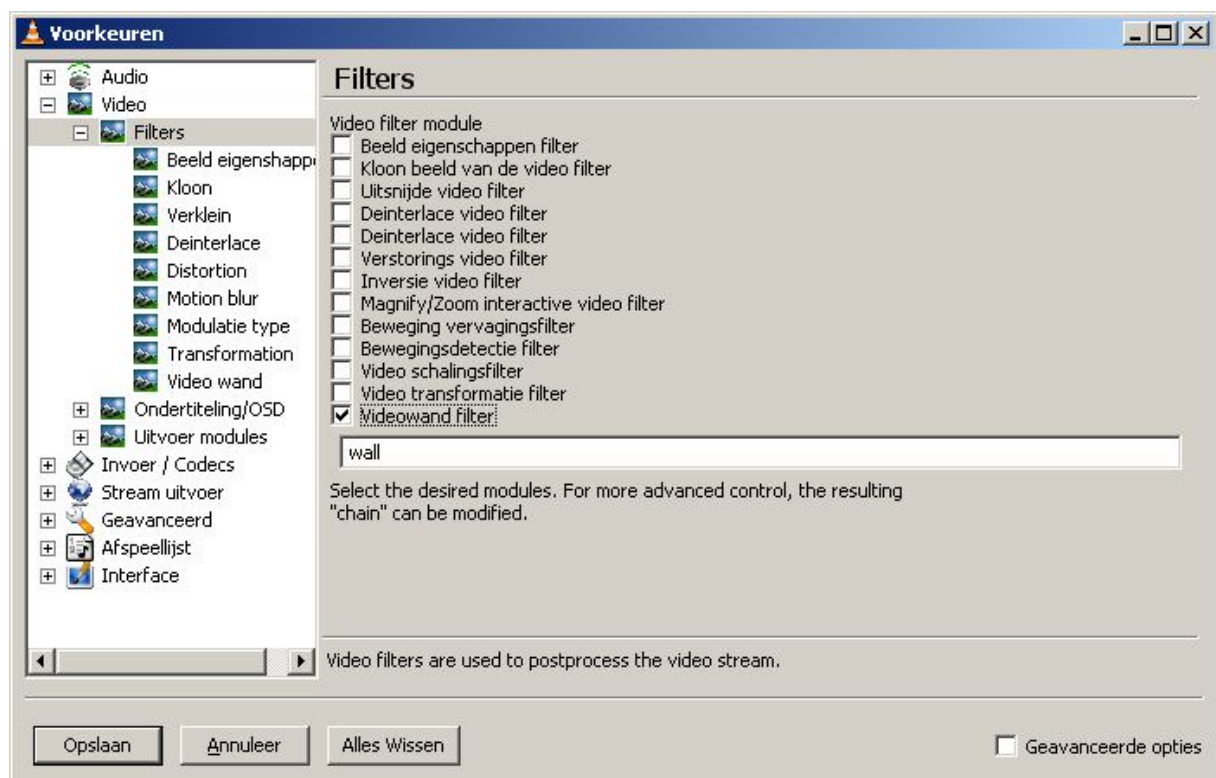 Voorkeuren
Audio
Video
Filters
Beeld eigenshapp
Kloon
Verklein
Deinterlace
Distortion
Motion blur
Modulatie type
Transformation
Video wand
Ondertiteling/OSD
Uitvoer modules
Invoer / Codecs
Stream uitvoer
Geavanceerd
Afspeellijst
Interface
Filters
Video filter module
Beeld eigenschappen filter
Kloon beeld van de video filter
Uitsnijde video filter
Deinterlace video filter
Deinterlace video filter
Verstorings video filter
Inversie video filter
Magnify/Zoom interactive video filter
Beweging vervagingsfilter
Bewegingsdetectie filter
Video schalingsfilter
Video transformatie filter
Videowand filter
wall
Select the desired modules. For more advanced control, the resulting
"chain" can be modified.
Video filters are used to postprocess the video stream.
Opslaan
Annuleer
Alles Wissen
Geavanceerde opties